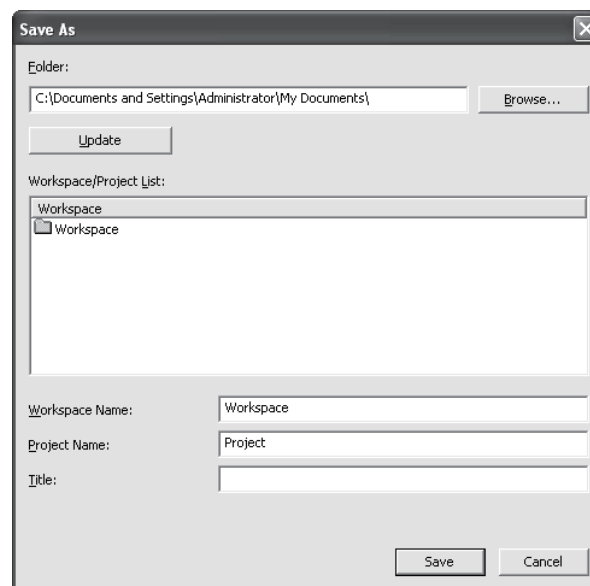 Save As
Folder:
C:\Documents and Settings\Administrator\My Documents\
Browse...
Update
Workspace/Project List:
Workspace
Workspace
Workspace Name:
Workspace
Project Name:
Project
Title:
Save
Cancel